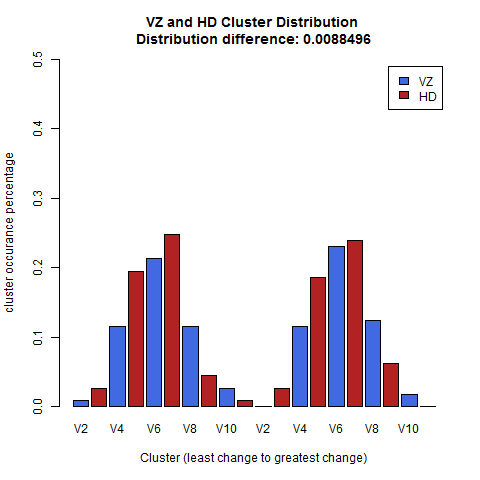 VZ and HD Cluster Distribution
Distribution difference: 0.0088496
VZ
HD
cluster occurance percentage
0.5
0.4
0.3
0.2
0.1
0.0
V2 V4 V6 V8 V10 V2 V4 V6 V8 V10
Cluster (least change to greatest change)